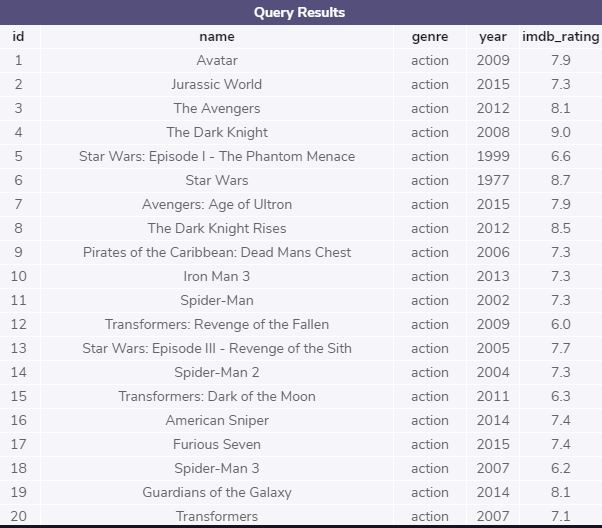 Query Results
id name genre year imdb_rating
1 Avatar action 2009 7.9
2 Jurassic World action 2015 7.3
3 The Avengers action 2012 8.1
4 The Dark Knight action 2008 9.0
5 Star Wars: Episode I - The Phantom Menace action 1999 6.6
6 Star Wars action 1977 8.7
7 Avengers: Age of Ultron action 2015 7.9
8 The Dark Knight Rises action 2012 8.5
9 Pirates of the Caribbean: Dead Mans Chest action 2006 7.3
10 Iron Man 3 action 2013 7.3
11 Spider-Man action 2002 7.3
12 Transformers: Revenge of the Fallen action 2009 6.0
13 Star Wars: Episode III - Revenge of the Sith action 2005 7.7
14 Spider-Man 2 action 2004 7.3
15 Transformers: Dark of the Moon action 2011 6.3
16 American Sniper action 2014 7.4
17 Furious Seven action 2015 7.4
18 Spider-Man 3 action 2007 6.2
19 Guardians of the Galaxy action 2014 8.1
20 Transformers action 2007 7.1